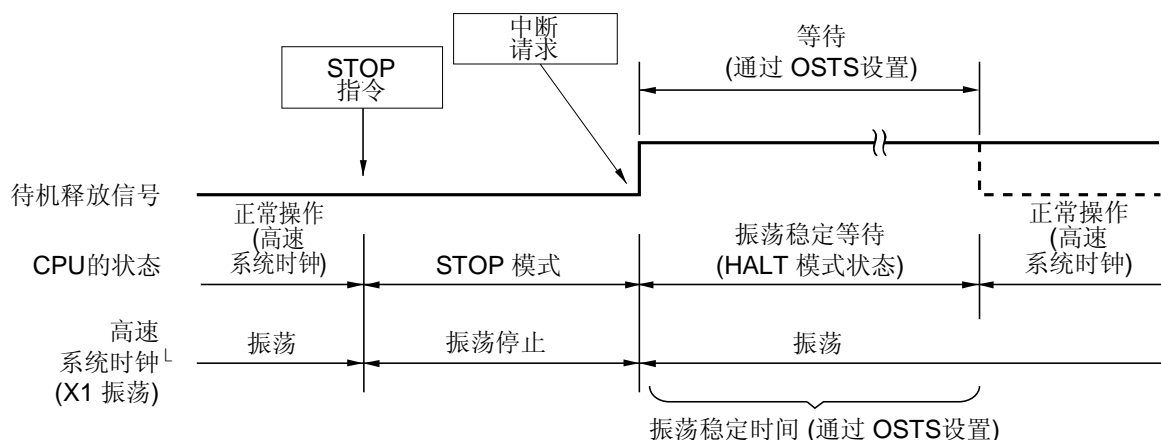 中断
请求
STOP
指令
等待
(通过 OSTS设置)
待机释放信号
正常操作
(高速
系统时钟)
CPU的状态
STOP 模式
振荡稳定等待
(HALT 模式状态)
正常操作
(高速
系统时钟)
高速
系统时钟
(X1 振荡)
振荡
振荡停止
振荡
振荡稳定时间 (通过 OSTS设置)